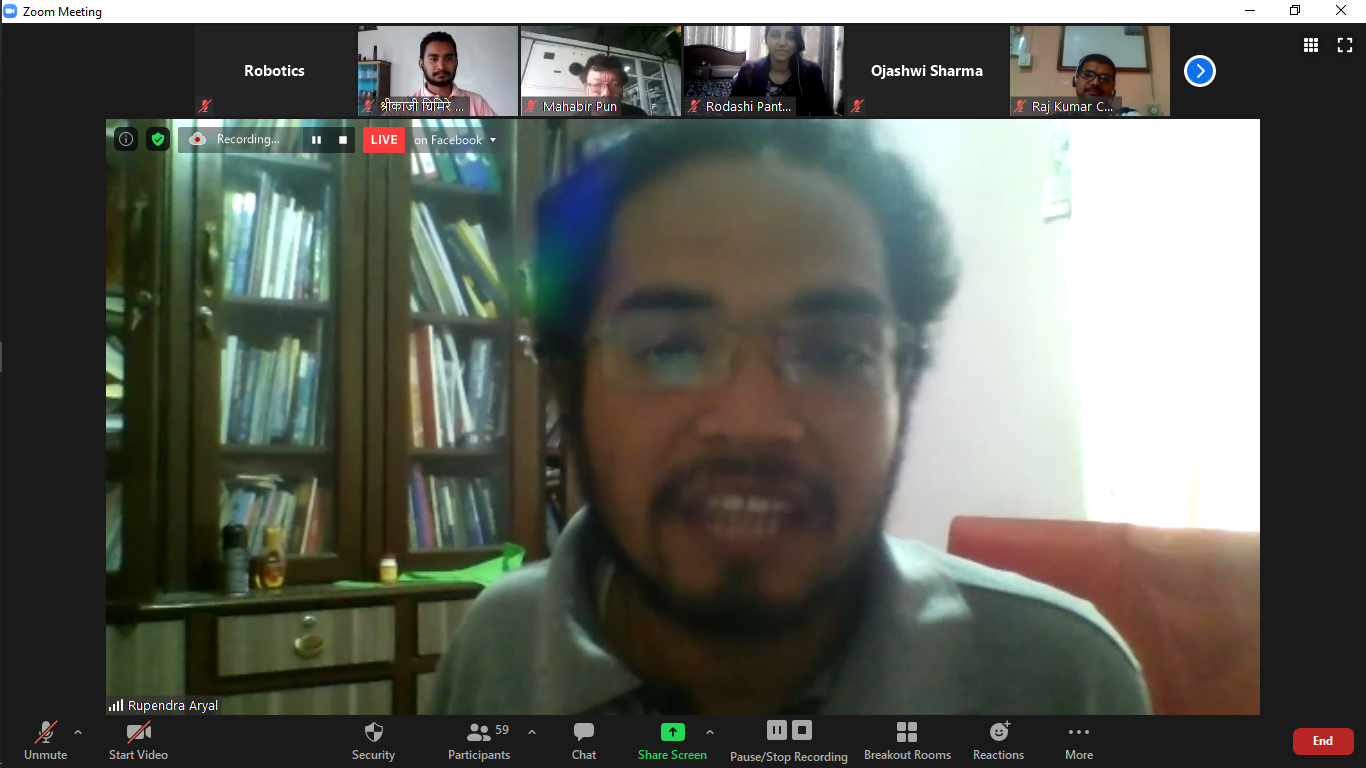 Zoom Meeting
Robotics
श्रीकाजी घिमिरे ...
Mahabir Pun
Rodashi Pant...
Ojashwi Sharma
Raj Kumar C...
Recording...
LIVE on Facebook
Rupendra Aryal
Unmute
Start Video
Security
59
Participants
Chat
Share Screen
Pause/Stop Recording
Breakout Rooms
Reactions
More
End